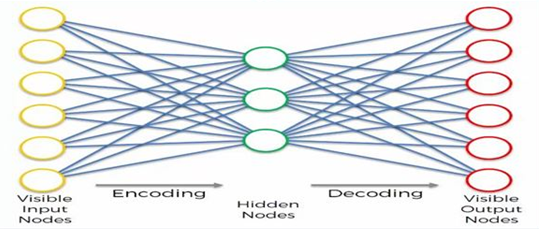 Visible
Input
Nodes
Encoding
Hidden
Nodes
Decoding
Visible
Output
Nodes